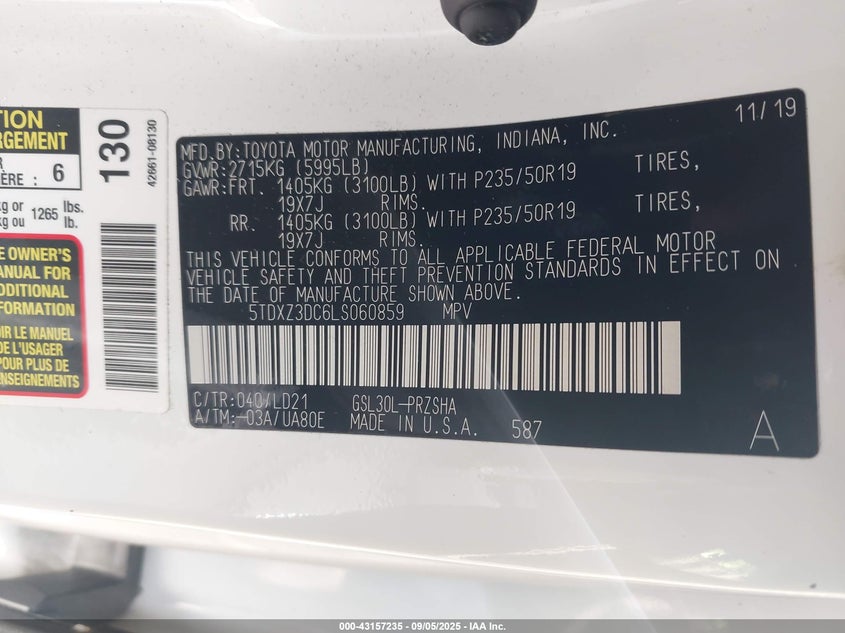 TION
RGEMENT
R
ÈRE : 6
kg or 1265 lbs.
kg ou lb.
E OWNER'S
MANUAL FOR
DDITIONAL
FORMATION
OIR LE MANUEL
E L'USAGER
POUR PLUS DE
NSEIGNEMENTS
130
42661-08130
11/19
MFD.BY:TOYOTA MOTOR MANUFACTURING, INDIANA, INC.
GVWR:2715KG (5995LB)
GAWR:FRT. 1405KG (3100LB) WITH P235/50R19 TIRES,
19X7J RIMS.
RR. 1405KG (3100LB) WITH P235/50R19 TIRES,
19X7J RIMS.
THIS VEHICLE CONFORMS TO ALL APPLICABLE FEDERAL MOTOR
VEHICLE SAFETY AND THEFT PREVENTION STANDARDS IN EFFECT ON
THE DATE OF MANUFACTURE SHOWN ABOVE.
5TDXZ3DC6LS060859 MPV
C/TR:040/LD21 GSL30L-PRZSHA
A/TM:-03A/UA80E MADE IN U.S.A. 587
A
000-43157235 - 09/05/2025 - IAA Inc.